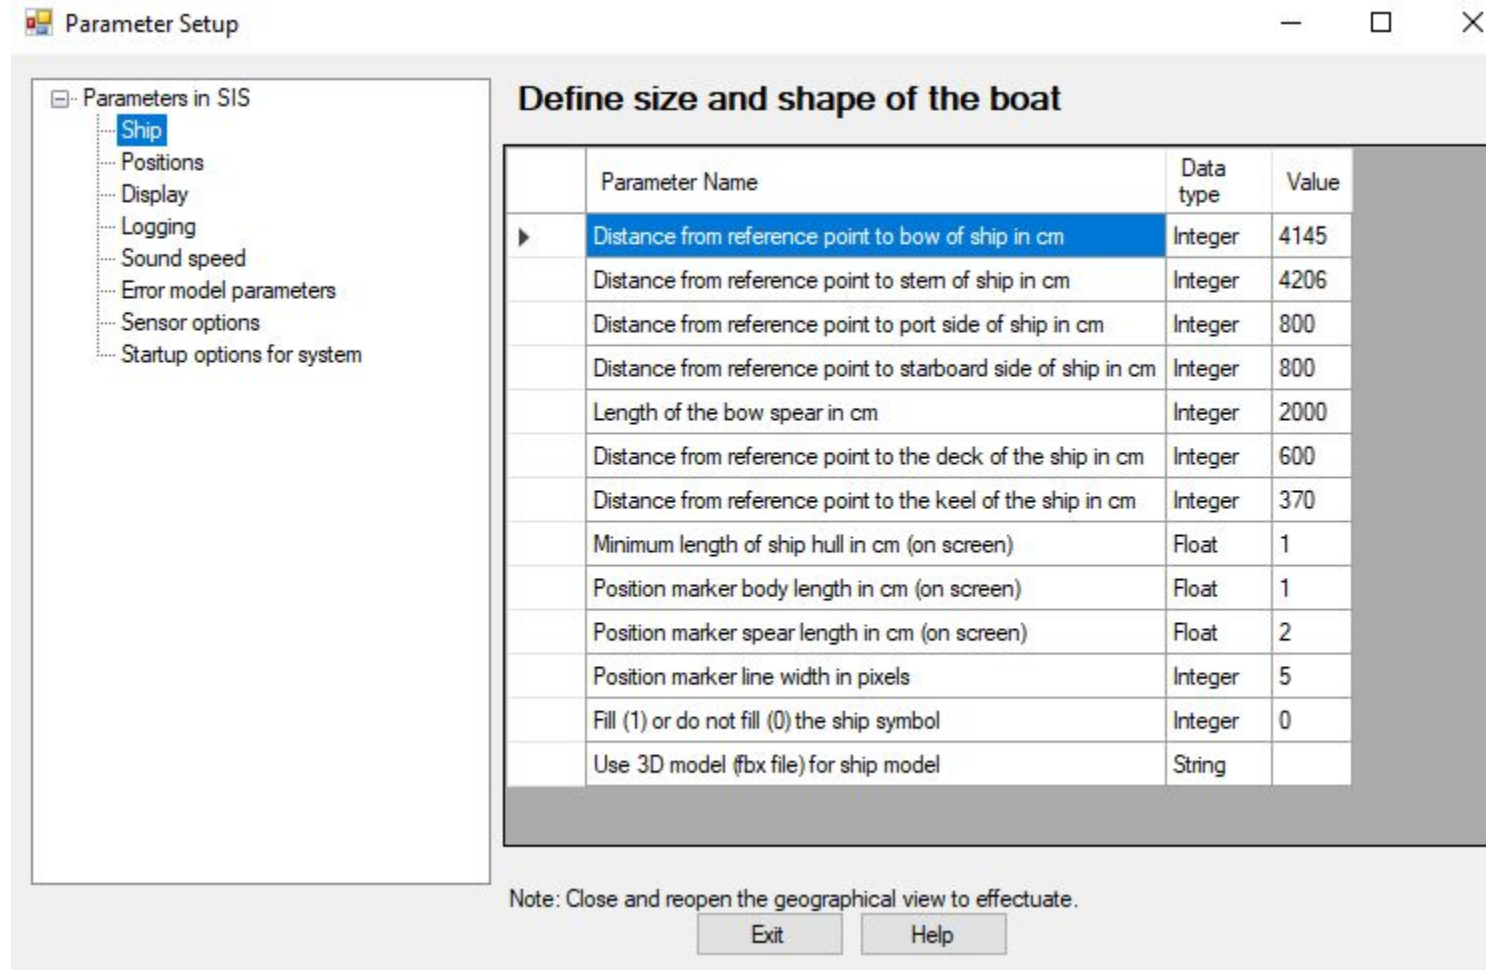 Parameter Setup
Parameters in SIS
Ship
Positions
Display
Logging
Sound speed
Error model parameters
Sensor options
Startup options for system
Define size and shape of the boat
Parameter Name Data type Value
Distance from reference point to bow of ship in cm Integer 4145
Distance from reference point to stern of ship in cm Integer 4206
Distance from reference point to port side of ship in cm Integer 800
Distance from reference point to starboard side of ship in cm Integer 800
Length of the bow spear in cm Integer 2000
Distance from reference point to the deck of the ship in cm Integer 600
Distance from reference point to the keel of the ship in cm Integer 370
Minimum length of ship hull in cm (on screen) Float 1
Position marker body length in cm (on screen) Float 1
Position marker spear length in cm (on screen) Float 2
Position marker line width in pixels Integer 5
Fill (1) or do not fill (0) the ship symbol Integer 0
Use 3D model (fbx file) for ship model String
Note: Close and reopen the geographical view to effectuate.
Exit Help